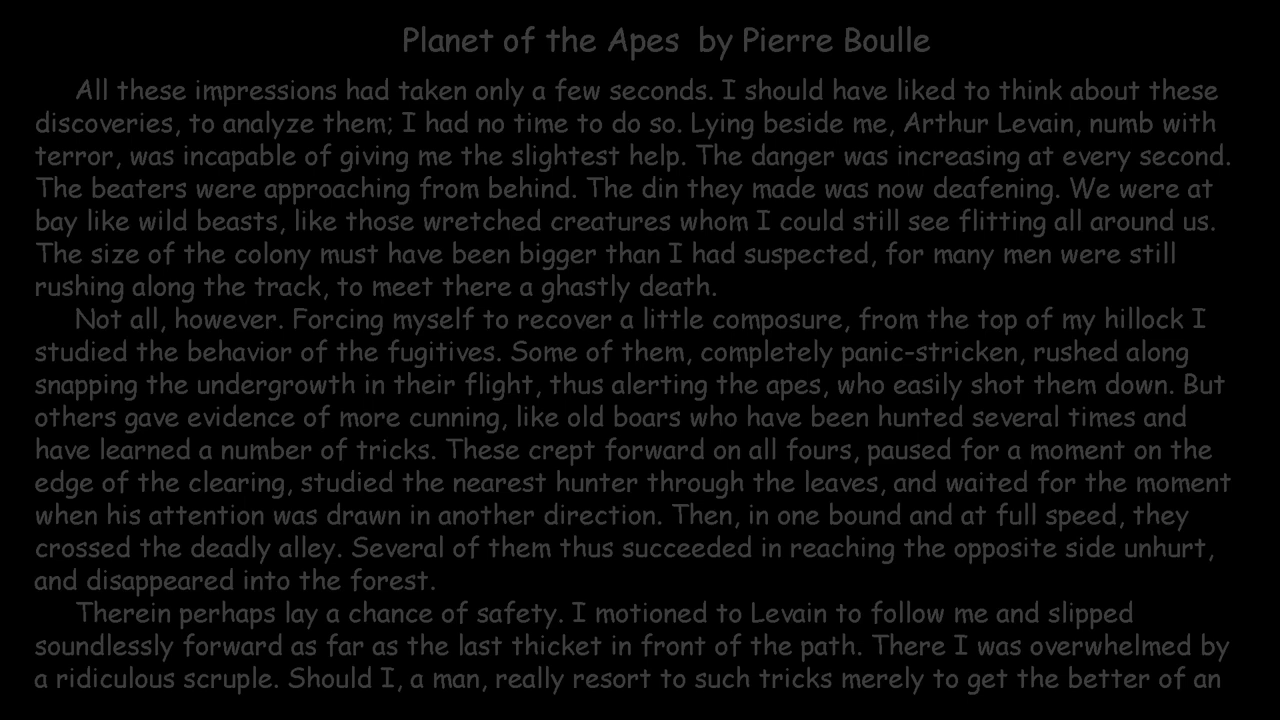 Planet of the Apes  by Pierre Boulle
All these impressions had taken only a few seconds. I should have liked to think about these
discoveries, to analyze them; I had no time to do so. Lying beside me, Arthur Levain, numb with
terror, was incapable of giving me the slightest help. The danger was increasing at every second.
The beaters were approaching from behind. The din they made was now deafening. We were at
bay like wild beasts, like those wretched creatures whom I could still see flitting all around us.
The size of the colony must have been bigger than I had suspected, for many men were still
rushing along the track, to meet there a ghastly death.
Not all, however. Forcing myself to recover a little composure, from the top of my hillock I
studied the behavior of the fugitives. Some of them, completely panic-stricken, rushed along
snapping the undergrowth in their flight, thus alerting the apes, who easily shot them down. But
others gave evidence of more cunning, like old boars who have been hunted several times and
have learned a number of tricks. These crept forward on all fours, paused for a moment on the
edge of the clearing, studied the nearest hunter through the leaves, and waited for the moment
when his attention was drawn in another direction. Then, in one bound and at full speed, they
crossed the deadly alley. Several of them thus succeeded in reaching the opposite side unhurt,
and disappeared into the forest.
Therein perhaps lay a chance of safety. I motioned to Levain to follow me and slipped
soundlessly forward as far as the last thicket in front of the path. There I was overwhelmed by
a ridiculous scruple. Should I, a man, really resort to such tricks merely to get the better of an